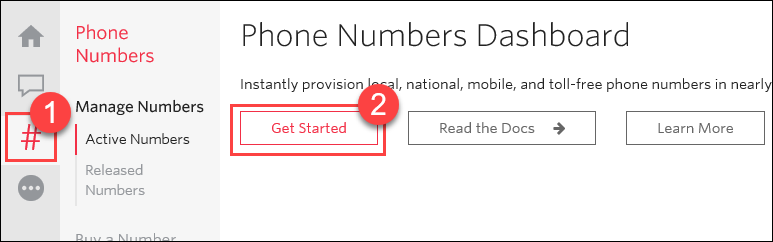 Phone
Numbers
Manage Numbers
1
#
Active Numbers
Released
Numbers
Buy a Number
Phone Numbers Dashboard
Instantly provision local, national, mobile, and toll-free phone numbers in nearly
2
Get Started
Read the Docs →
Learn More